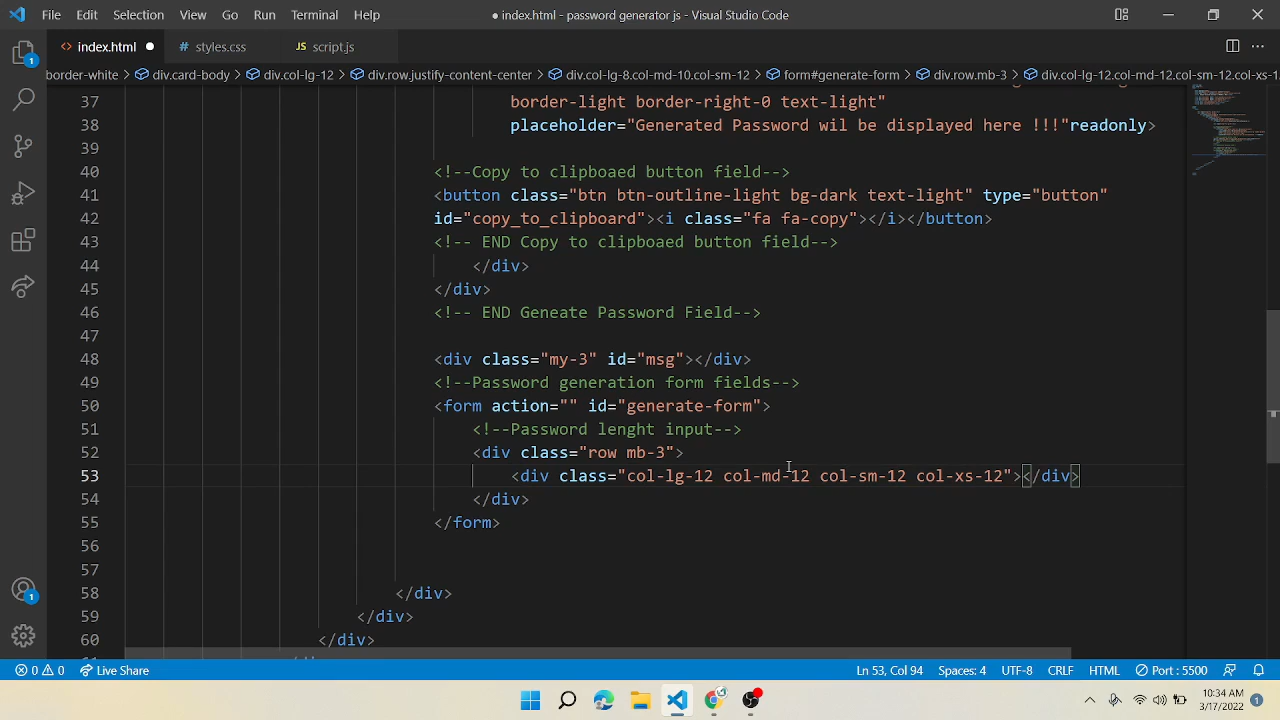 File Edit Selection View Go Run Terminal Help ● index.html - password generator js - Visual Studio Code
<> index.html ● # styles.css JS script.js
border-white > div.card-body > div.col-lg-12 > div.row.justify-content-center > div.col-lg-8.col-md-10.col-sm-12 > form#generate-form > div.row.mb-3 > div.col-lg-12.col-md-12.col-sm-12.col-xs-1
37 border-light border-right-0 text-light"
38 placeholder="Generated Password wil be displayed here !!!"readonly>
39
40 <!--Copy to clipboaed button field-->
41 <button class="btn btn-outline-light bg-dark text-light" type="button"
42 id="copy_to_clipboard"><i class="fa fa-copy"></i></button>
43 <!-- END Copy to clipboaed button field-->
44 </div>
45 </div>
46 <!-- END Geneate Password Field-->
47
48 <div class="my-3" id="msg"></div>
49 <!--Password generation form fields-->
50 <form action="" id="generate-form">
51 <!--Password lenght input-->
52 <div class="row mb-3">
53 <div class="col-lg-12 col-md-12 col-sm-12 col-xs-12"></div>
54 </div>
55 </form>
56
57
58 </div>
59 </div>
60 </div>
1
1
0 0 Live Share Ln 53, Col 94 Spaces: 4 UTF-8 CRLF HTML Port : 5500
10:34 AM
3/17/2022 1